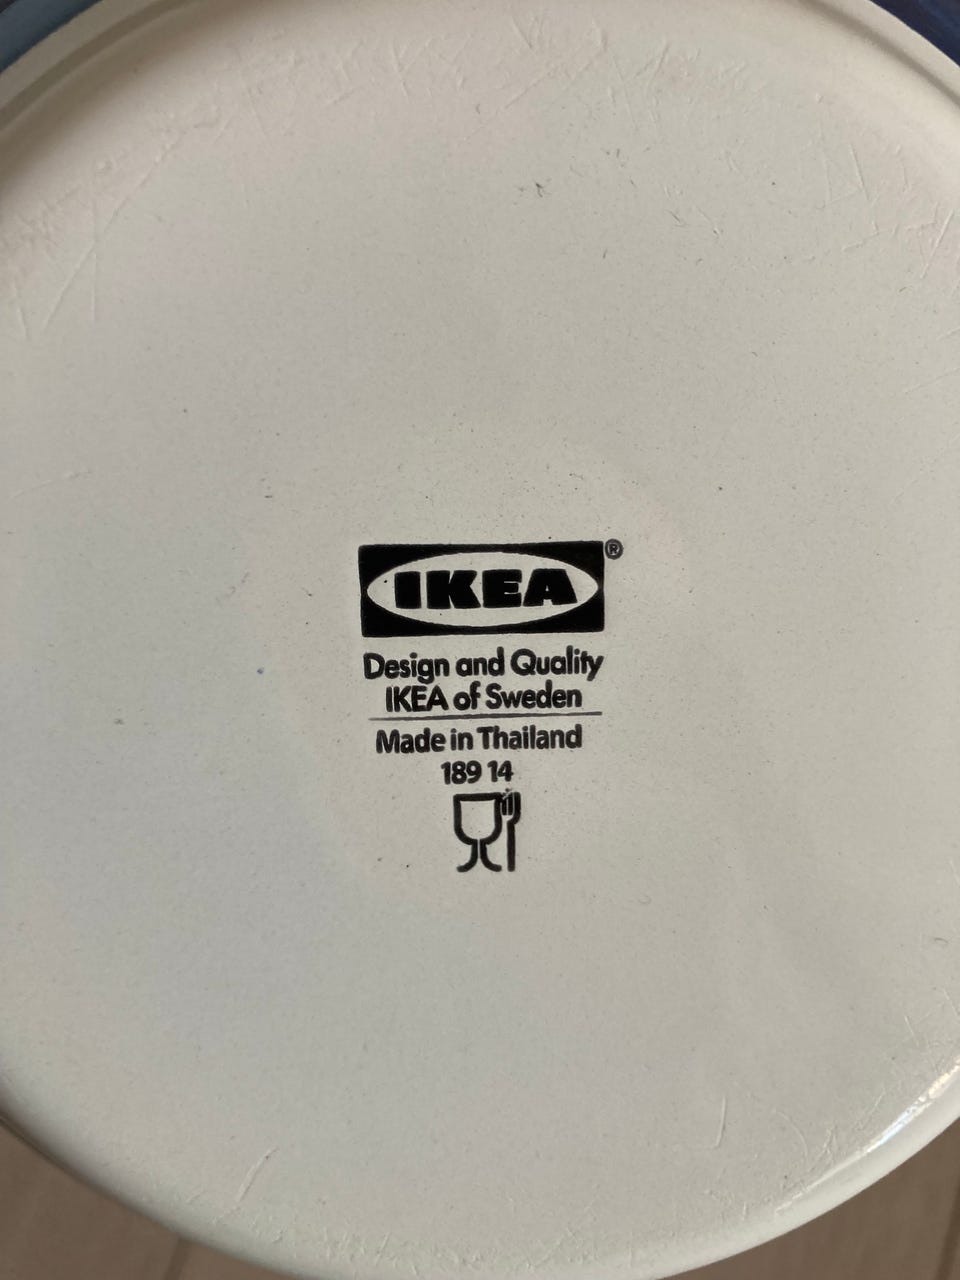 IKEA®
Design and Quality
IKEA of Sweden
Made in Thailand
189 14